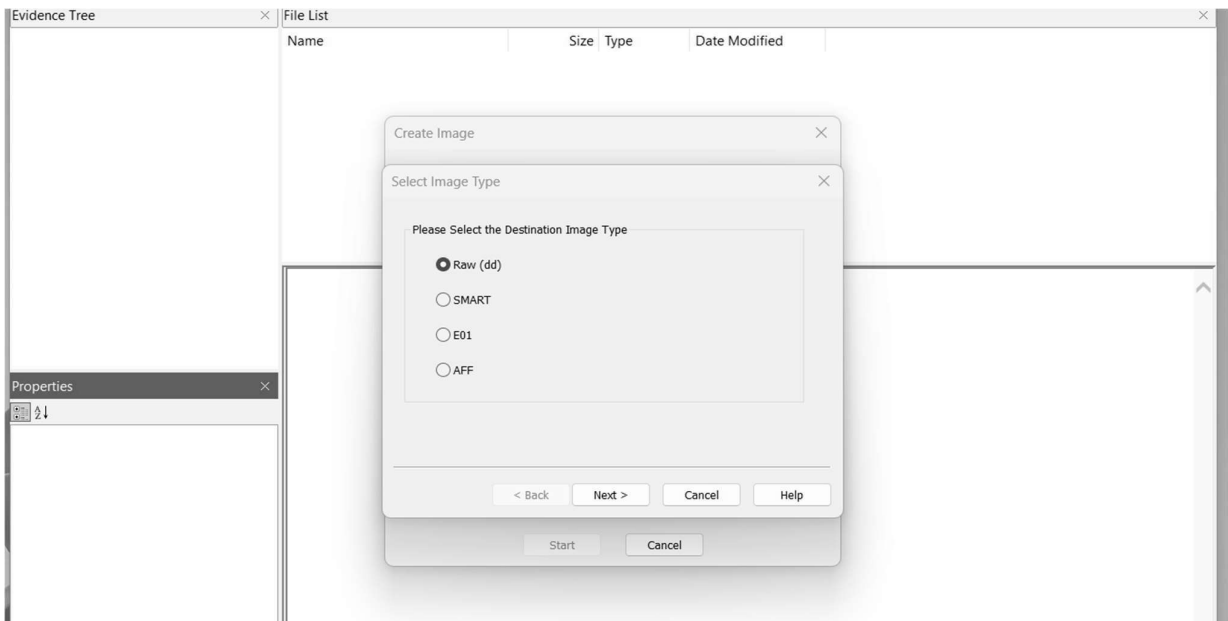 Evidence Tree
File List
Name Size Type Date Modified
Create Image
Select Image Type
Please Select the Destination Image Type
Raw (dd)
SMART
E01
AFF
Properties
< Back Next > Cancel Help
Start Cancel